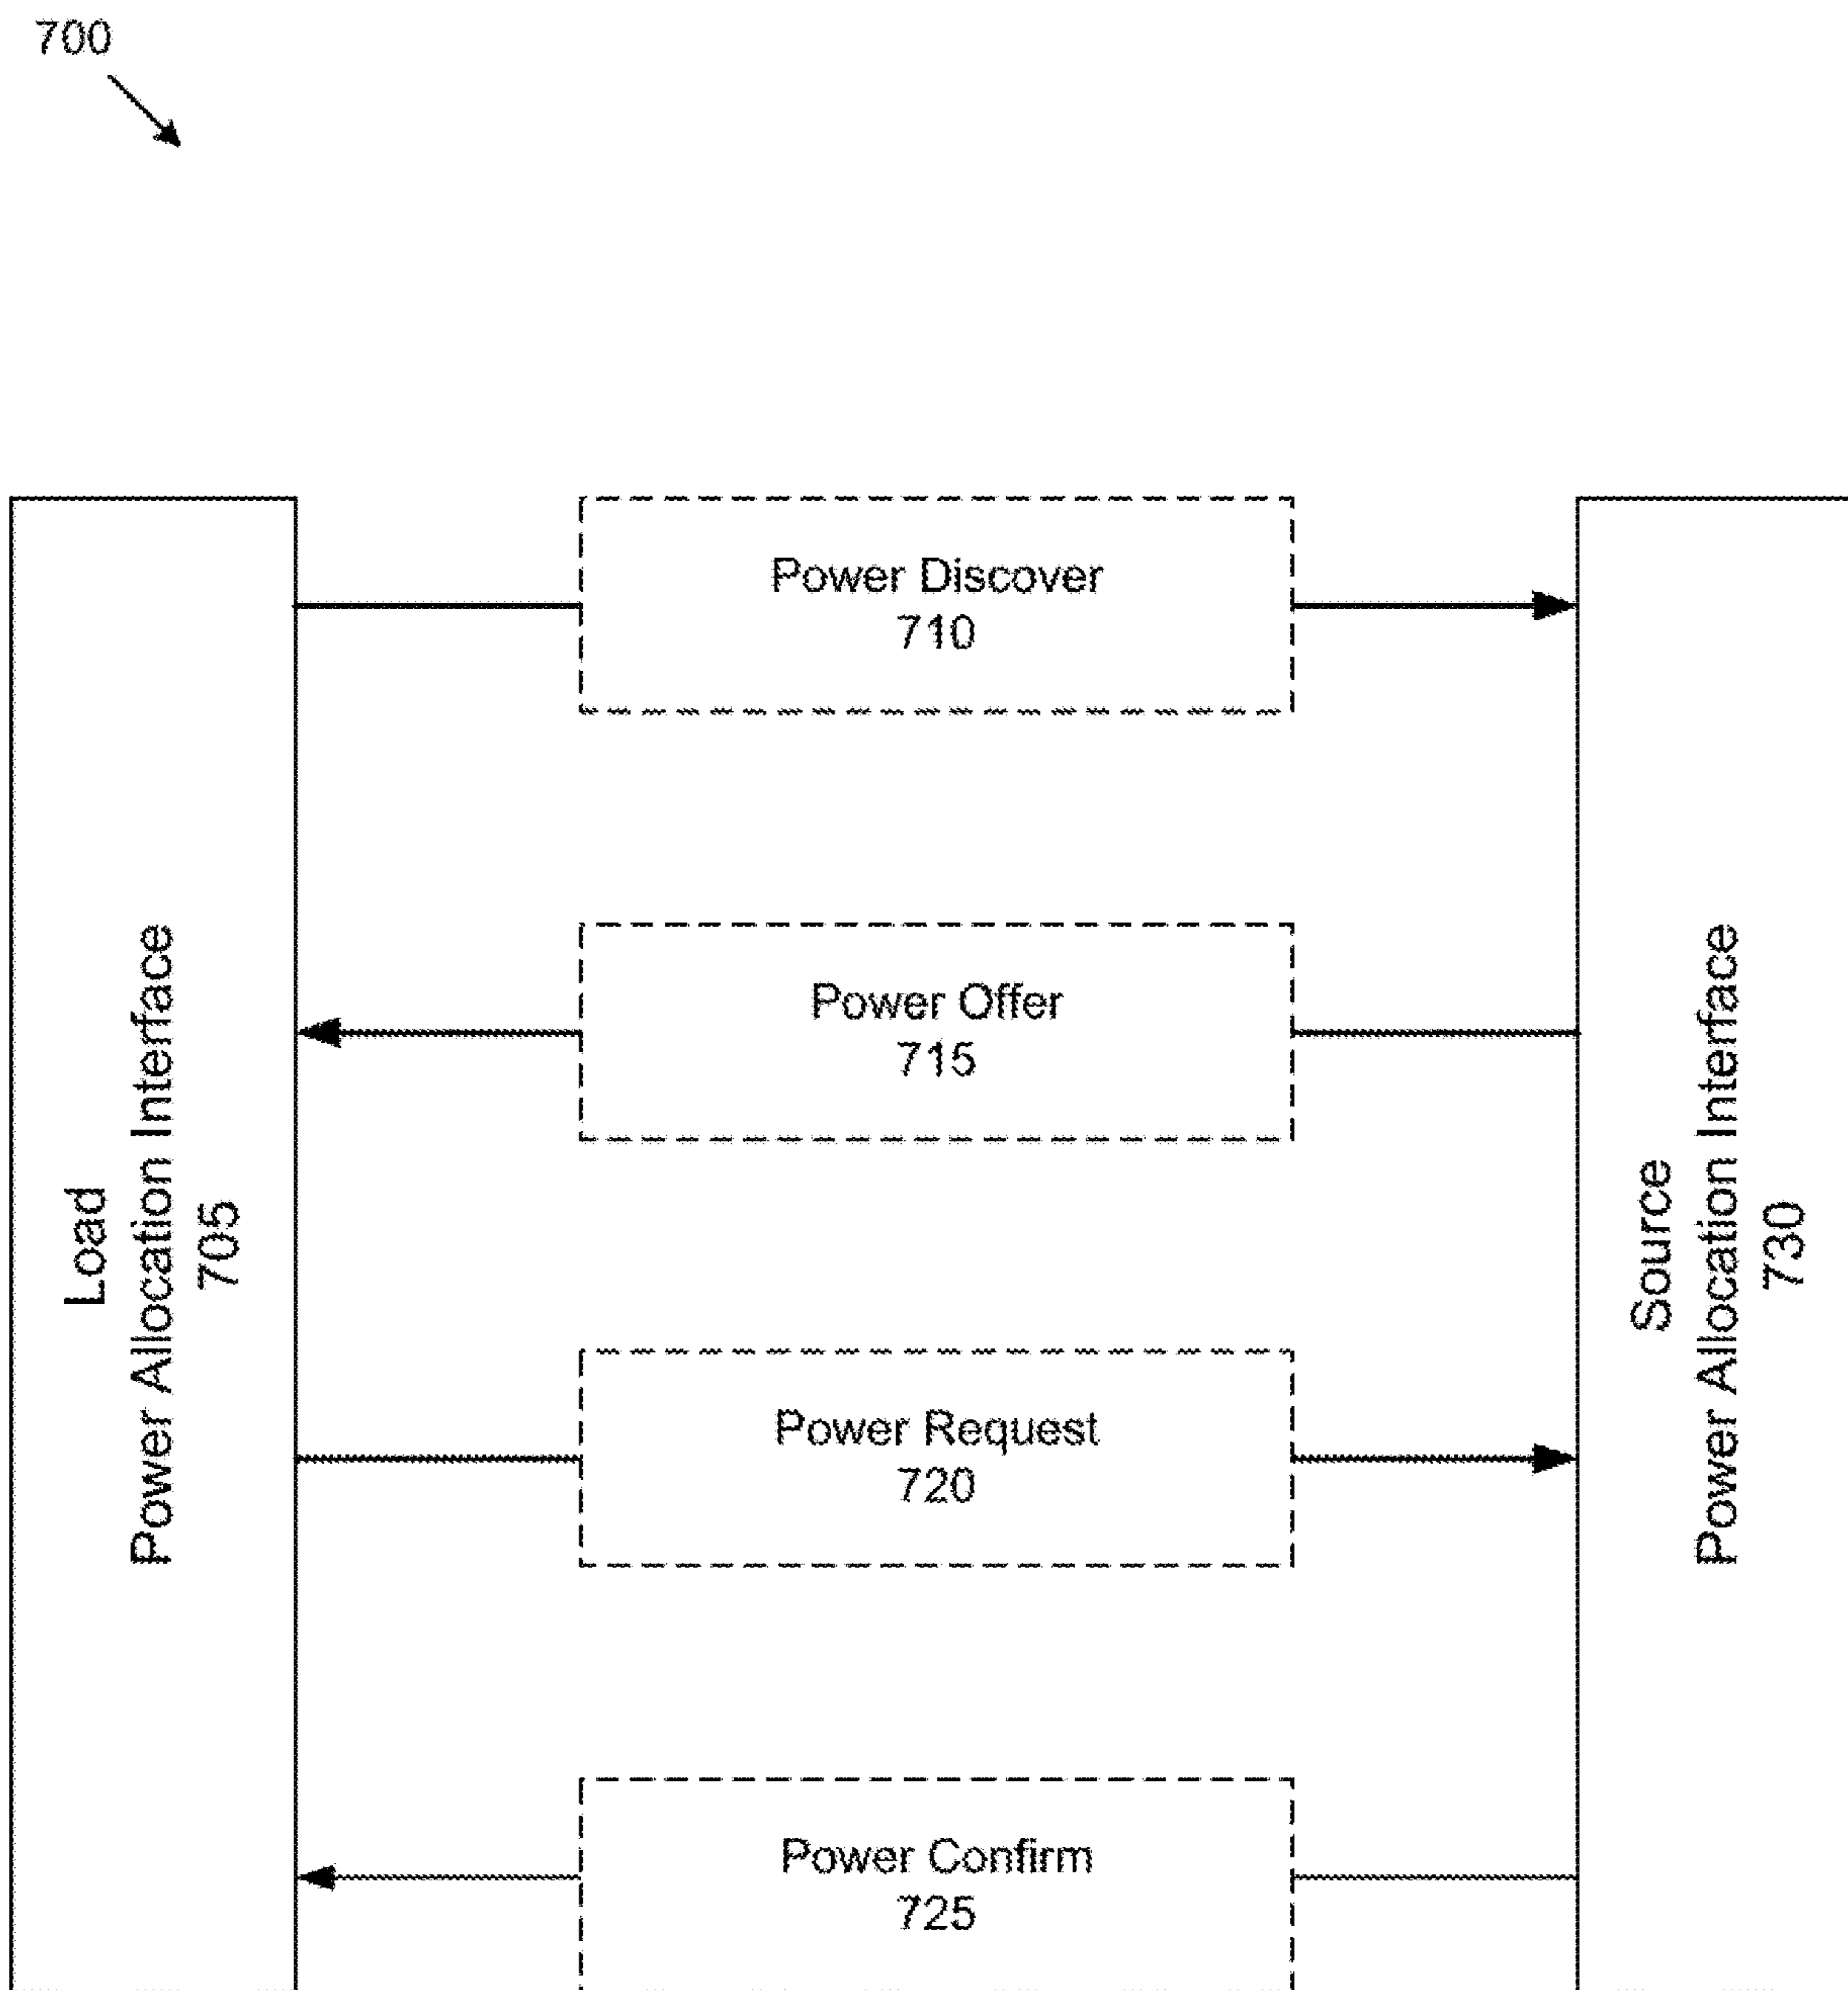 700
Power Discover
710
Power Offer
715
Load
Power Allocation Interface
705
Source
Power Allocation Interface
730
Power Request
720
Power Confirm
725